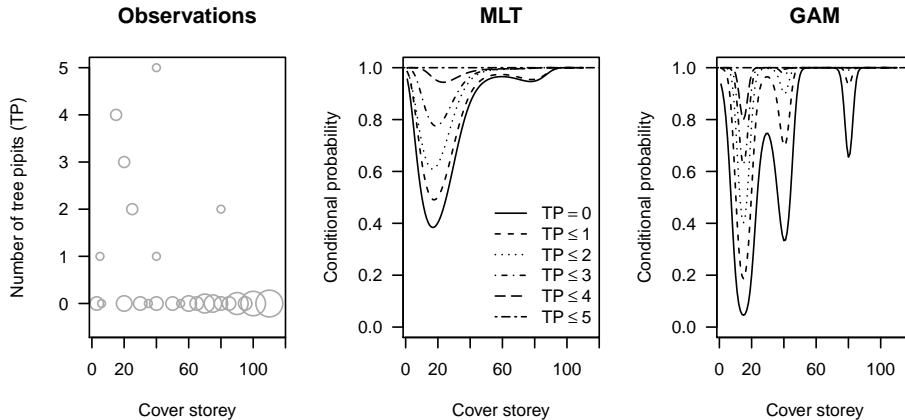 Observations
Number of tree pipits (TP)
5
4
3
2
1
0
0 20 60 100
Cover storey
MLT
Conditional probability
1.0
0.8
0.6
0.4
0.2
0.0
TP = 0
TP ≤ 1
TP ≤ 2
TP ≤ 3
TP ≤ 4
TP ≤ 5
0 20 60 100
Cover storey
GAM
Conditional probability
1.0
0.8
0.6
0.4
0.2
0.0
0 20 60 100
Cover storey